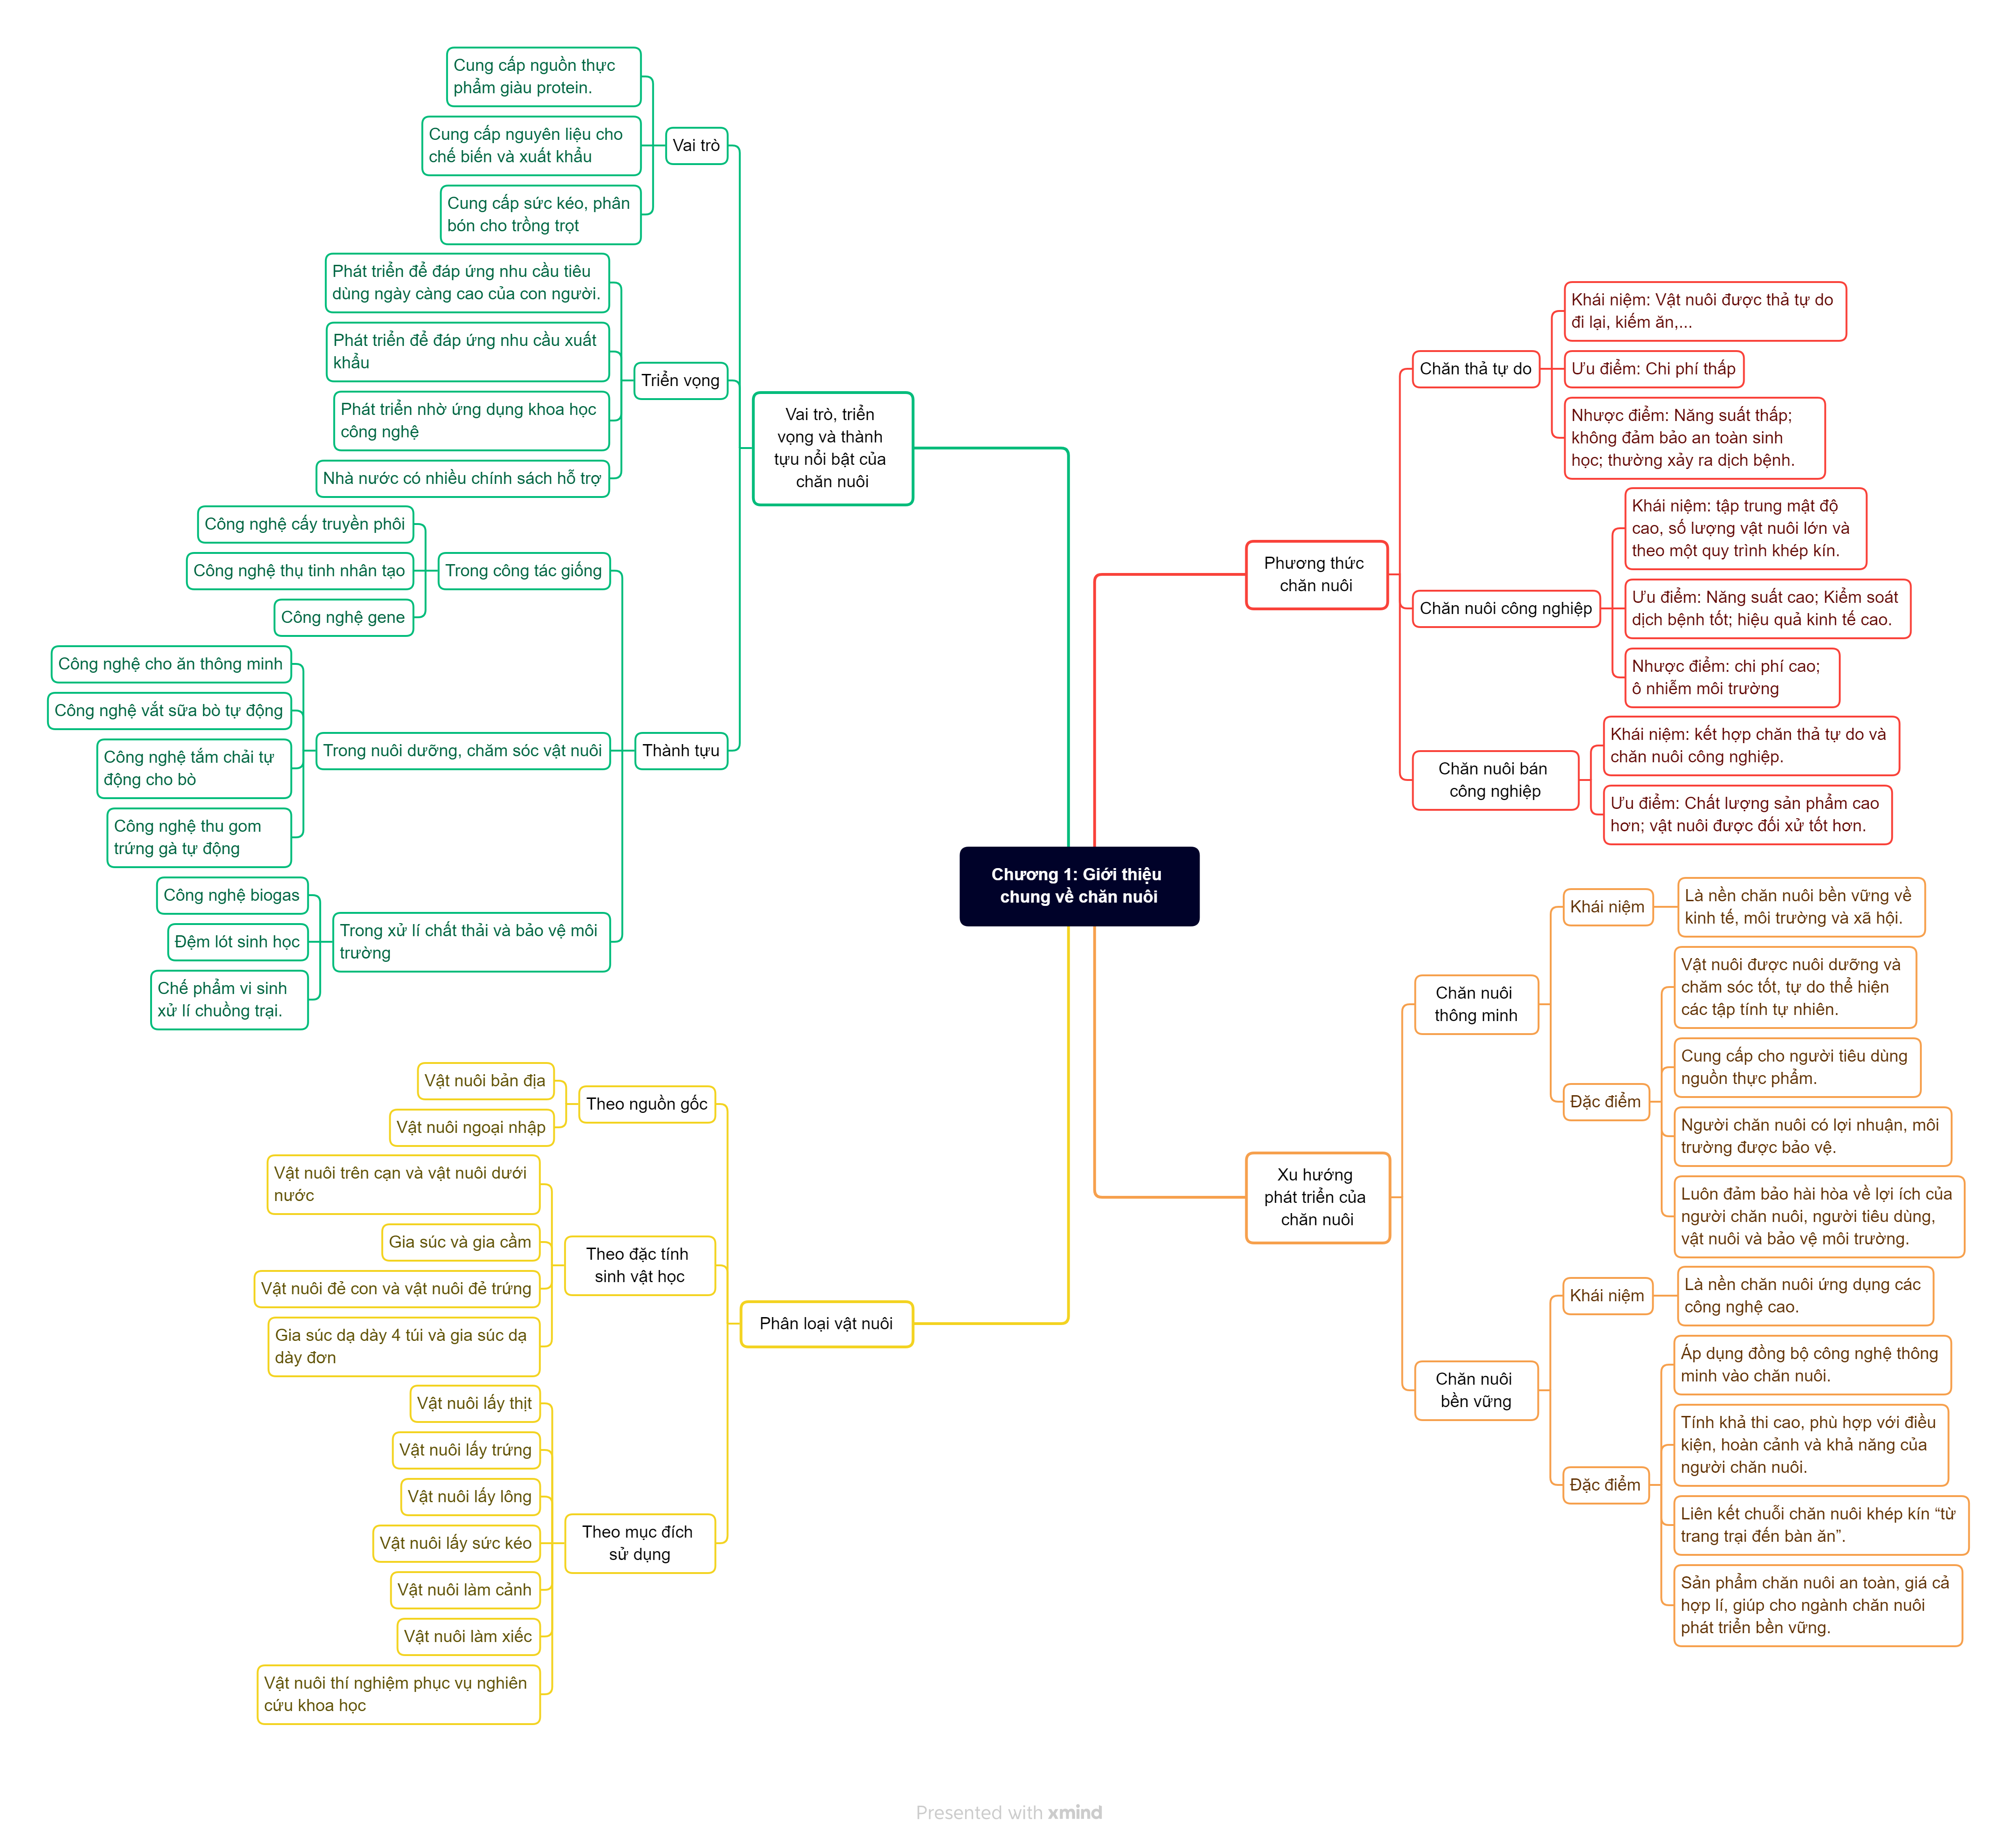 Chương 1: Giới thiệu
chung về chăn nuôi
Vai trò, triển
vọng và thành
tựu nổi bật của
chăn nuôi
Vai trò
Cung cấp nguồn thực
phẩm giàu protein.
Cung cấp nguyên liệu cho
chế biến và xuất khẩu
Cung cấp sức kéo, phân
bón cho trồng trọt
Triển vọng
Phát triển để đáp ứng nhu cầu tiêu
dùng ngày càng cao của con người.
Phát triển để đáp ứng nhu cầu xuất
khẩu
Phát triển nhờ ứng dụng khoa học
công nghệ
Nhà nước có nhiều chính sách hỗ trợ
Thành tựu
Trong công tác giống
Công nghệ cấy truyền phôi
Công nghệ thụ tinh nhân tạo
Công nghệ gene
Trong nuôi dưỡng, chăm sóc vật nuôi
Công nghệ cho ăn thông minh
Công nghệ vắt sữa bò tự động
Công nghệ tắm chải tự
động cho bò
Công nghệ thu gom
trứng gà tự động
Trong xử lí chất thải và bảo vệ môi
trường
Công nghệ biogas
Đệm lót sinh học
Chế phẩm vi sinh
xử lí chuồng trại.
Phân loại vật nuôi
Theo nguồn gốc
Vật nuôi bản địa
Vật nuôi ngoại nhập
Theo đặc tính
sinh vật học
Vật nuôi trên cạn và vật nuôi dưới
nước
Gia súc và gia cầm
Vật nuôi đẻ con và vật nuôi đẻ trứng
Gia súc dạ dày 4 túi và gia súc dạ
dày đơn
Theo mục đích
sử dụng
Vật nuôi lấy thịt
Vật nuôi lấy trứng
Vật nuôi lấy lông
Vật nuôi lấy sức kéo
Vật nuôi làm cảnh
Vật nuôi làm xiếc
Vật nuôi thí nghiệm phục vụ nghiên
cứu khoa học
Phương thức
chăn nuôi
Chăn thả tự do
Khái niệm: Vật nuôi được thả tự do
đi lại, kiếm ăn,...
Ưu điểm: Chi phí thấp
Nhược điểm: Năng suất thấp;
không đảm bảo an toàn sinh
học; thường xảy ra dịch bệnh.
Chăn nuôi công nghiệp
Khái niệm: tập trung mật độ
cao, số lượng vật nuôi lớn và
theo một quy trình khép kín.
Ưu điểm: Năng suất cao; Kiểm soát
dịch bệnh tốt; hiệu quả kinh tế cao.
Nhược điểm: chi phí cao;
ô nhiễm môi trường
Chăn nuôi bán
công nghiệp
Khái niệm: kết hợp chăn thả tự do và
chăn nuôi công nghiệp.
Ưu điểm: Chất lượng sản phẩm cao
hơn; vật nuôi được đối xử tốt hơn.
Xu hướng
phát triển của
chăn nuôi
Chăn nuôi
thông minh
Khái niệm
Là nền chăn nuôi bền vững về
kinh tế, môi trường và xã hội.
Đặc điểm
Vật nuôi được nuôi dưỡng và
chăm sóc tốt, tự do thể hiện
các tập tính tự nhiên.
Cung cấp cho người tiêu dùng
nguồn thực phẩm.
Người chăn nuôi có lợi nhuận, môi
trường được bảo vệ.
Luôn đảm bảo hài hòa về lợi ích của
người chăn nuôi, người tiêu dùng,
vật nuôi và bảo vệ môi trường.
Chăn nuôi
bền vững
Khái niệm
Là nền chăn nuôi ứng dụng các
công nghệ cao.
Đặc điểm
Áp dụng đồng bộ công nghệ thông
minh vào chăn nuôi.
Tính khả thi cao, phù hợp với điều
kiện, hoàn cảnh và khả năng của
người chăn nuôi.
Liên kết chuỗi chăn nuôi khép kín “từ
trang trại đến bàn ăn”.
Sản phẩm chăn nuôi an toàn, giá cả
hợp lí, giúp cho ngành chăn nuôi
phát triển bền vững.
Presented with xmind